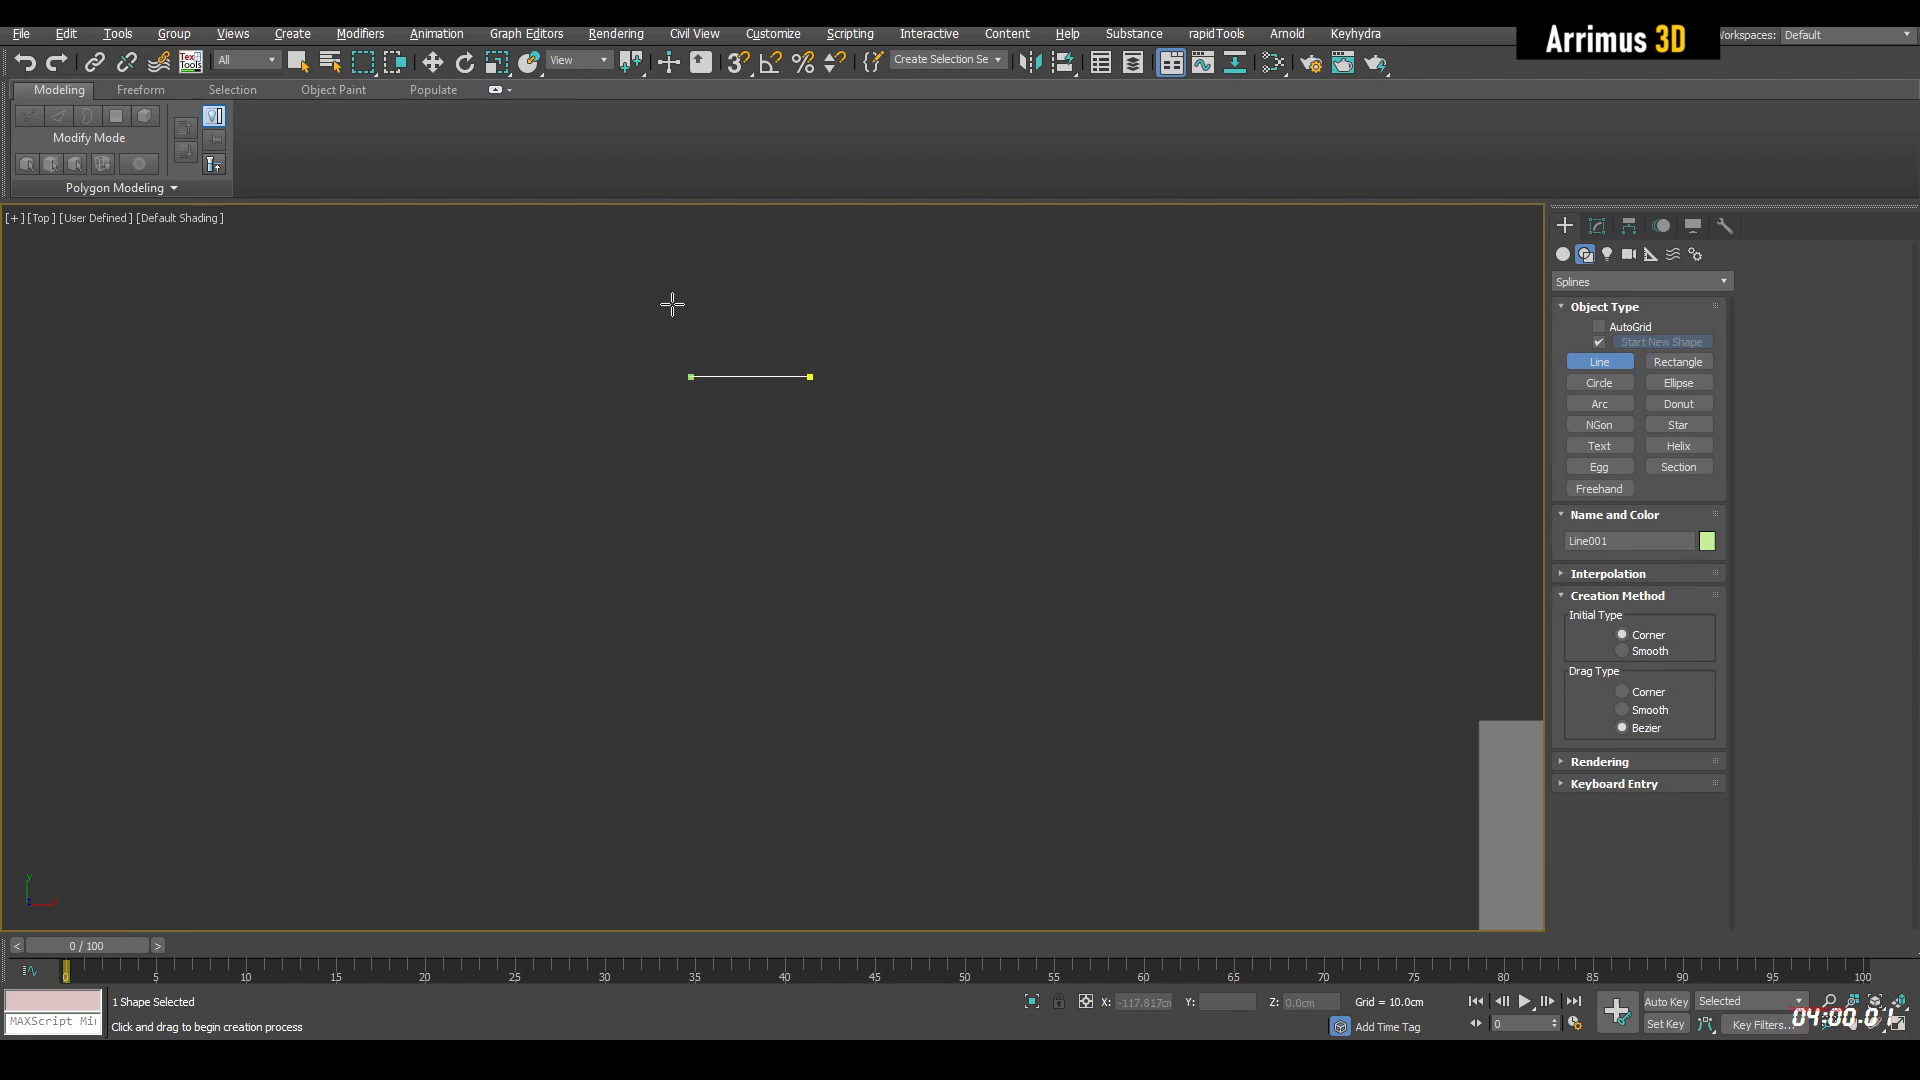 Arrimus 3D
File Edit Tools Group Views Create Modifiers Animation Graph Editors Rendering Civil View Customize Scripting Interactive Content Help Substance rapidTools Arnold Keyhydra
Workspaces: Default
All View Create Selection Se
Modeling Freeform Selection Object Paint Populate
Modify Mode
Polygon Modeling
[+] [Top] [User Defined] [Default Shading]
Splines
Object Type
AutoGrid
Start New Shape
Line Rectangle
Circle Ellipse
Arc Donut
NGon Star
Text Helix
Egg Section
Freehand
Name and Color
Line001
Interpolation
Creation Method
Initial Type
Corner
Smooth
Drag Type
Corner
Smooth
Bezier
Rendering
Keyboard Entry
y
x
z
< 0 / 100 >
0 5 10 15 20 25 30 35 40 45 50 55 60 65 70 75 80 85 90 95 100
1 Shape Selected
X: -117.817cm Y: Z: 0.0cm Grid = 10.0cm
Auto Key Selected
MAXScript Mi
Click and drag to begin creation process
Add Time Tag
0
Set Key Key Filters...
04:00.01